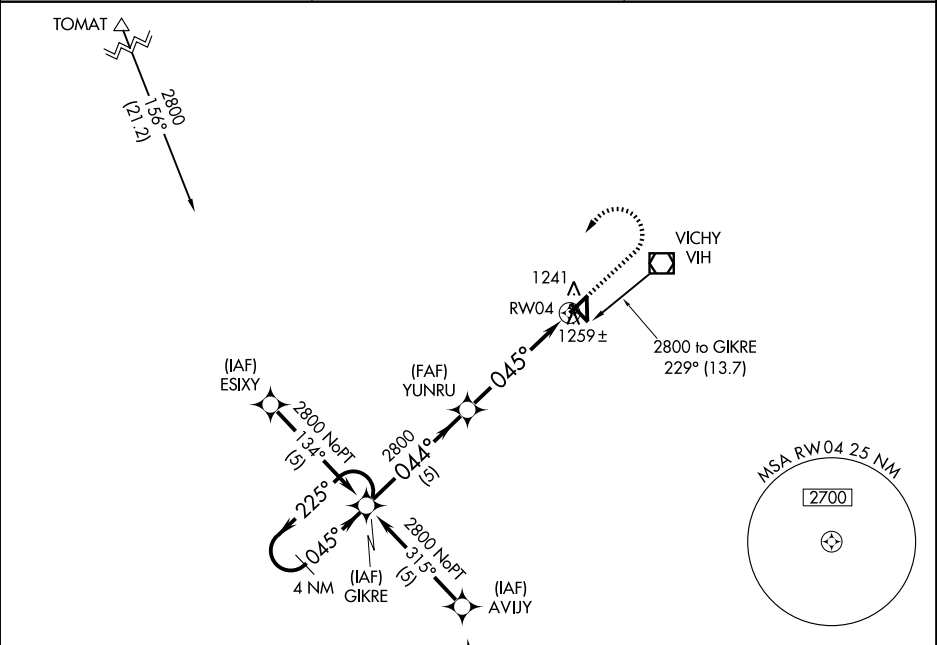 TOMAT
2800
156°
(21.2)
VICHY
VIH
1241
RW04
1259±
2800 to GIKRE
229° (13.7)
(IAF)
ESIXY
(FAF)
YUNRU
045°
2800 NoPT
134°
(5)
2800
044°
(5)
MSA RW04 25 NM
2700
225°
045°
4 NM
(IAF)
GIKRE
2800 NoPT
315°
(5)
(IAF)
AVIJY